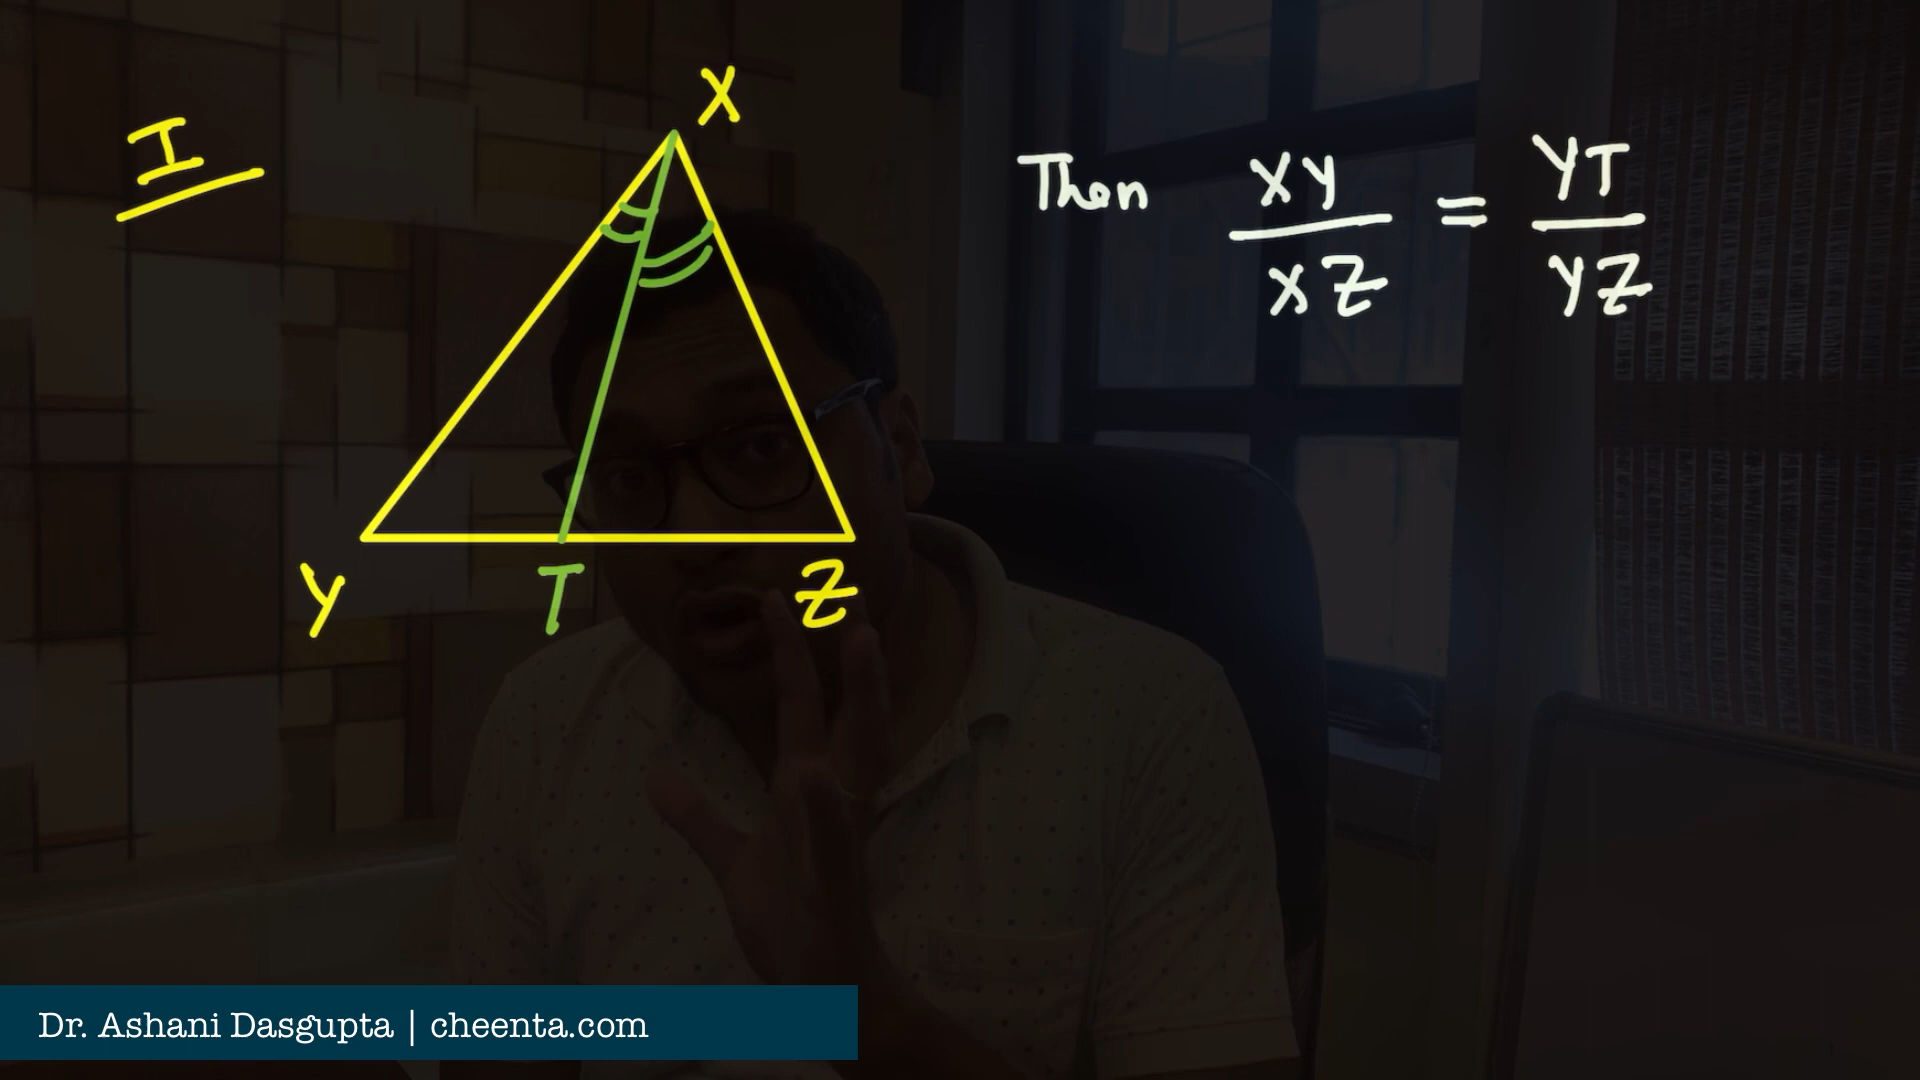 I
X
Y
T
Z
Then XY / XZ = YT / YZ
Dr. Ashani Dasgupta | cheenta.com